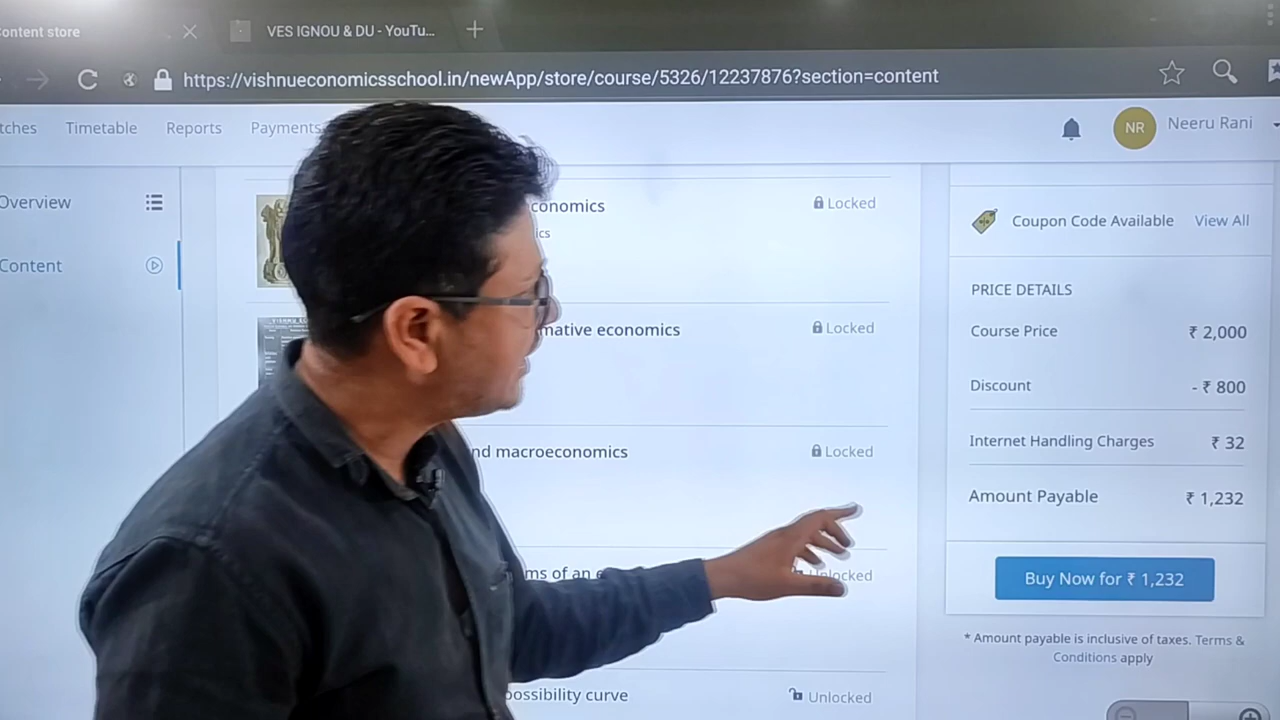 ontent store
VES IGNOU & DU - YouTu...
https://vishnueconomicsschool.in/newApp/store/course/5326/12237876?section=content
tches Timetable Reports Payments
NR Neeru Rani
Overview
Content
conomics
ics
Locked
mative economics
Locked
nd macroeconomics
Locked
ms of an e
Unlocked
possibility curve
Unlocked
Coupon Code Available View All
PRICE DETAILS
Course Price ₹ 2,000
Discount - ₹ 800
Internet Handling Charges ₹ 32
Amount Payable ₹ 1,232
Buy Now for ₹ 1,232
* Amount payable is inclusive of taxes. Terms &
Conditions apply